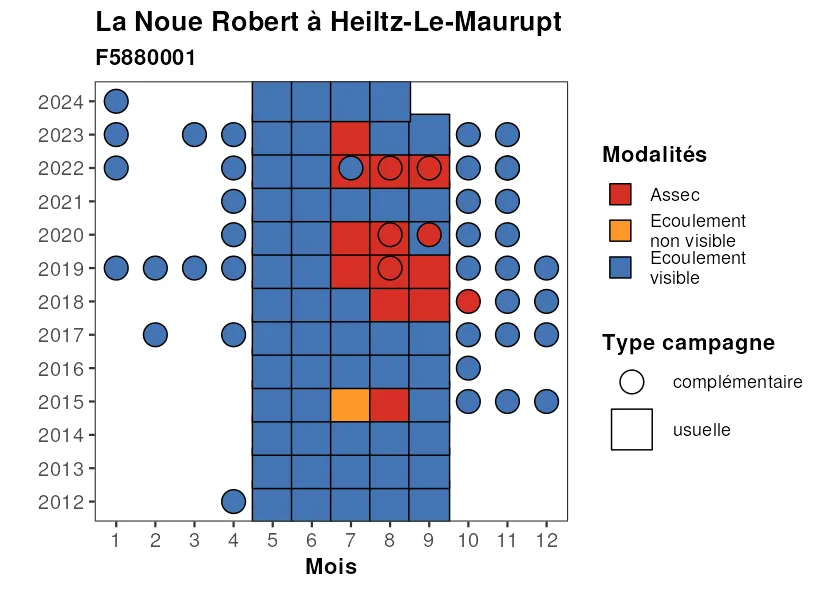 La Noue Robert à Heiltz-Le-Maurupt
F5880001
2024
2023
2022
2021
2020
2019
2018
2017
2016
2015
2014
2013
2012
1 2 3 4 5 6 7 8 9 10 11 12
Mois
Modalités
Assec
Ecoulement
non visible
Ecoulement
visible
Type campagne
complémentaire
usuelle